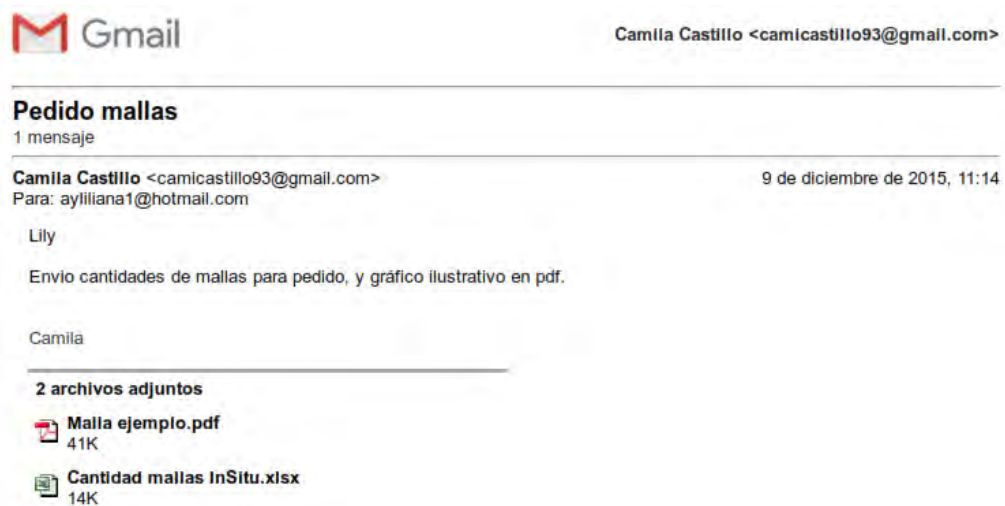 Gmail
Camila Castillo <camicastillo93@gmail.com>
Pedido mallas
1 mensaje
Camila Castillo <camicastillo93@gmail.com>
9 de diciembre de 2015, 11:14
Para: ayliliana1@hotmail.com
Lily
Envio cantidades de mallas para pedido, y gráfico ilustrativo en pdf.
Camila
2 archivos adjuntos
Malla ejemplo.pdf
41K
Cantidad mallas InSitu.xlsx
14K